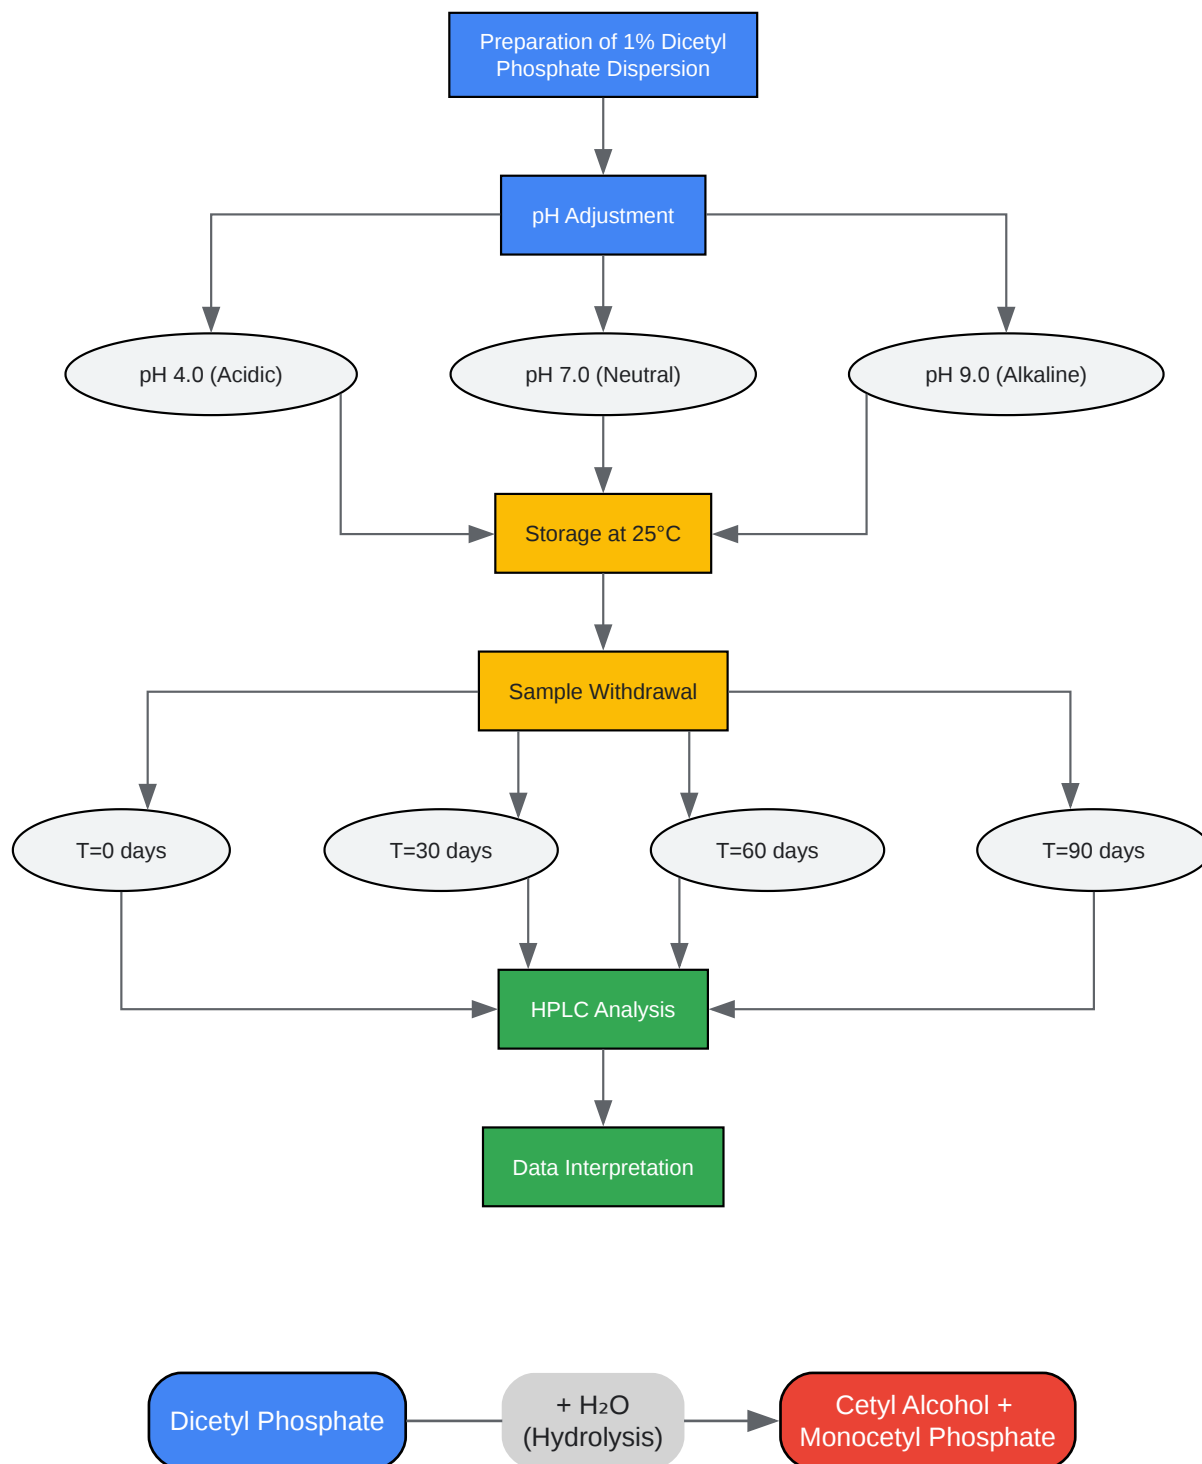 Preparation of 1% Dicetyl
Phosphate Dispersion
pH Adjustment
pH 4.0 (Acidic)
pH 7.0 (Neutral)
pH 9.0 (Alkaline)
Storage at 25°C
Sample Withdrawal
T=0 days
T=30 days
T=60 days
T=90 days
HPLC Analysis
Data Interpretation
Dicetyl Phosphate
+ H₂O
(Hydrolysis)
Cetyl Alcohol +
Monocetyl Phosphate